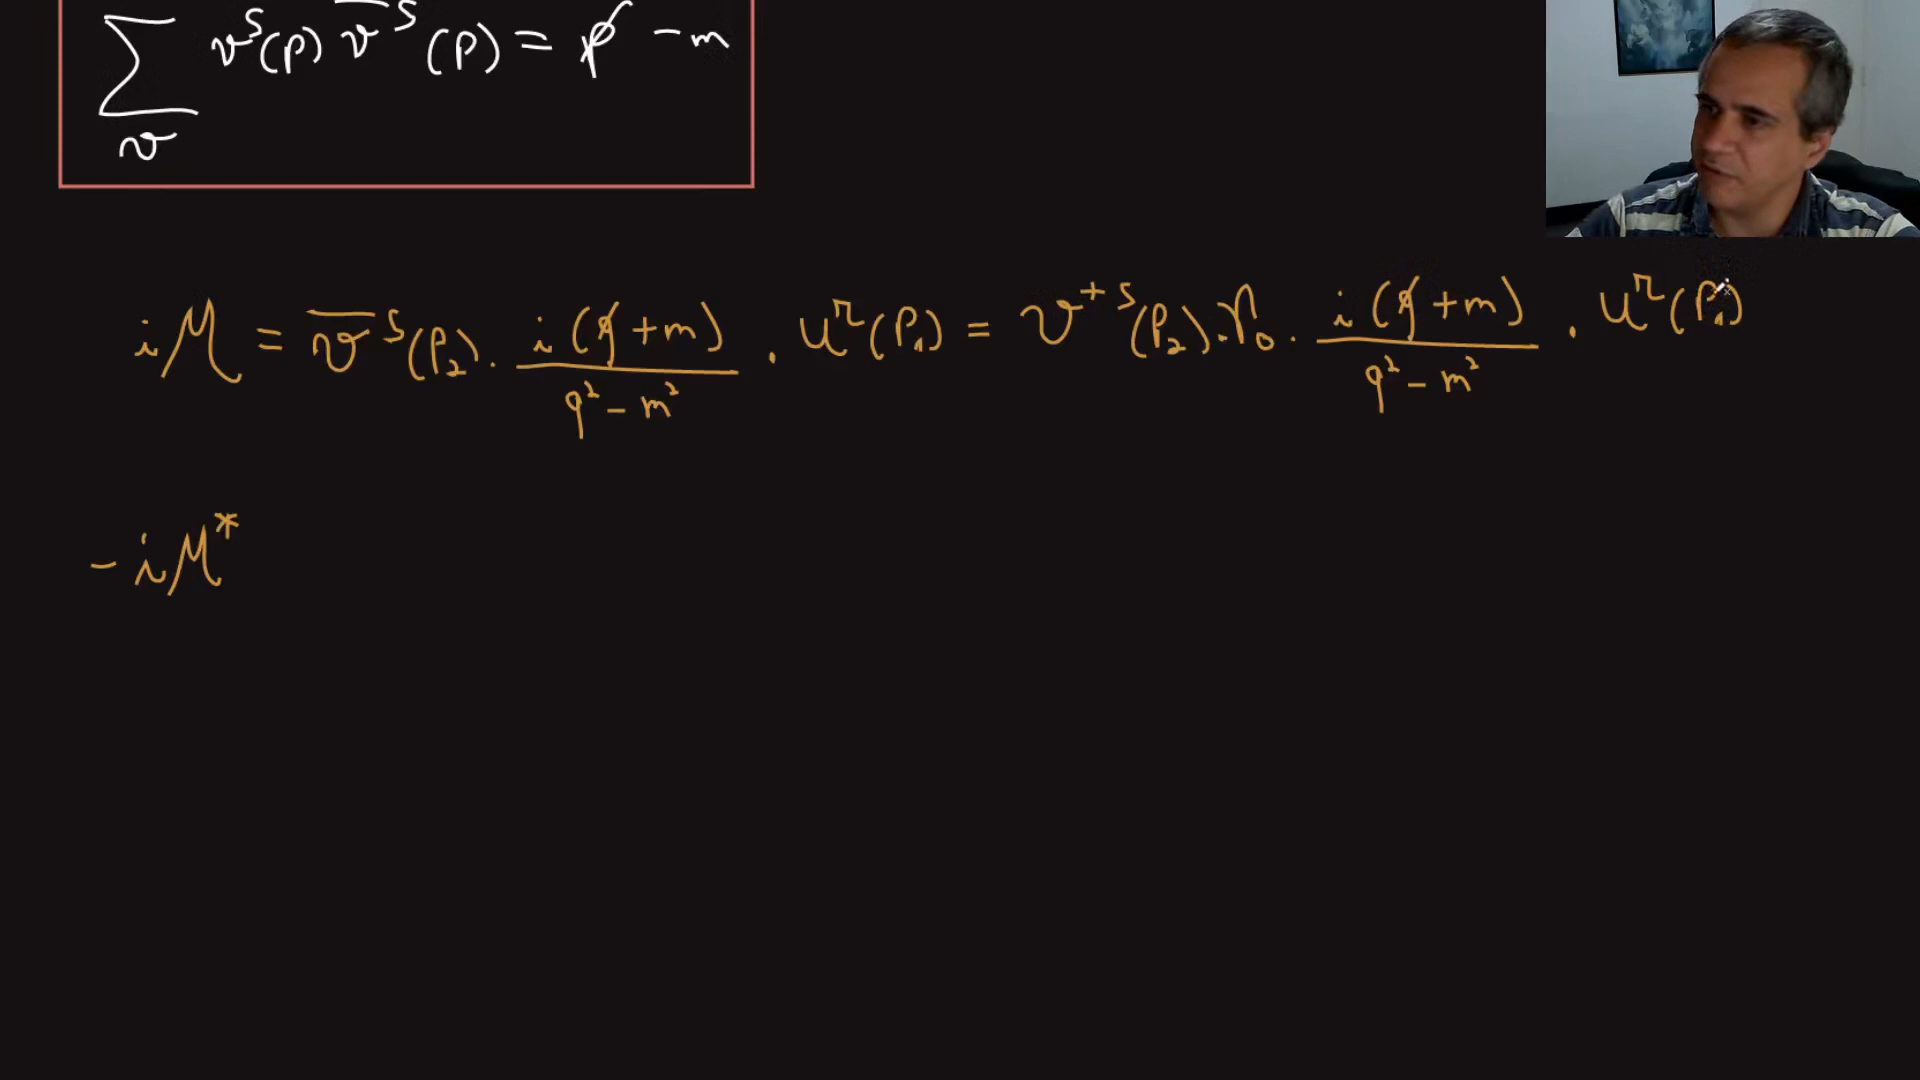 ∑_v v^s(p) v̄^s(p) = p̸ − m
iM = v̄^s(p₂) · i(q̸ + m) / (q² − m²) · u^r(p₁) = v^{+s}(p₂) · γ₀ · i(q̸ + m) / (q² − m²) · u^r(p₁)
− iM*